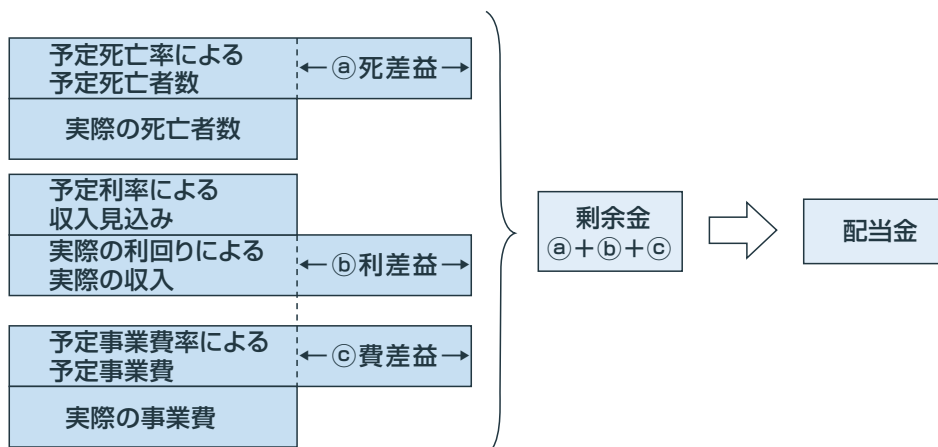 予定死亡率による
予定死亡者数
←ⓐ死差益→
実際の死亡者数
予定利率による
収入見込み
実際の利回りによる
実際の収入
←ⓑ利差益→
予定事業費率による
予定事業費
←ⓒ費差益→
実際の事業費
剰余金
ⓐ＋ⓑ＋ⓒ
配当金